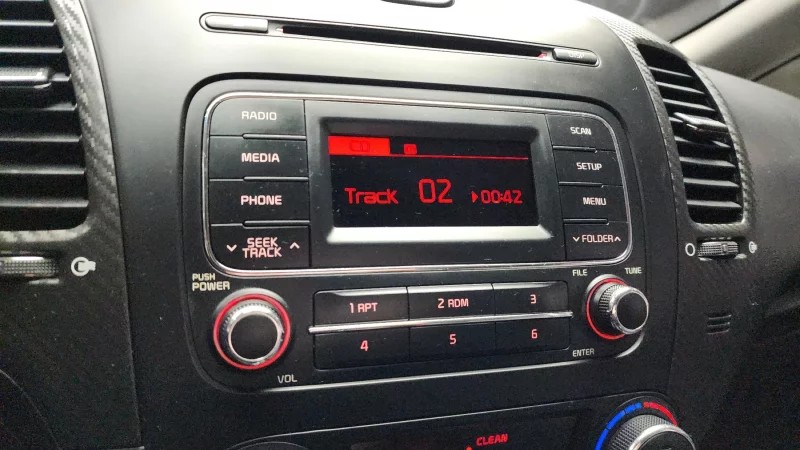 RADIO
MEDIA
PHONE
SEEK
TRACK
CD
Track 02 00:42
SCAN
SETUP
MENU
FOLDER
PUSH
POWER
VOL
1 RPT
2 RDM
3
4
5
6
FILE
TUNE
ENTER
CLEAN